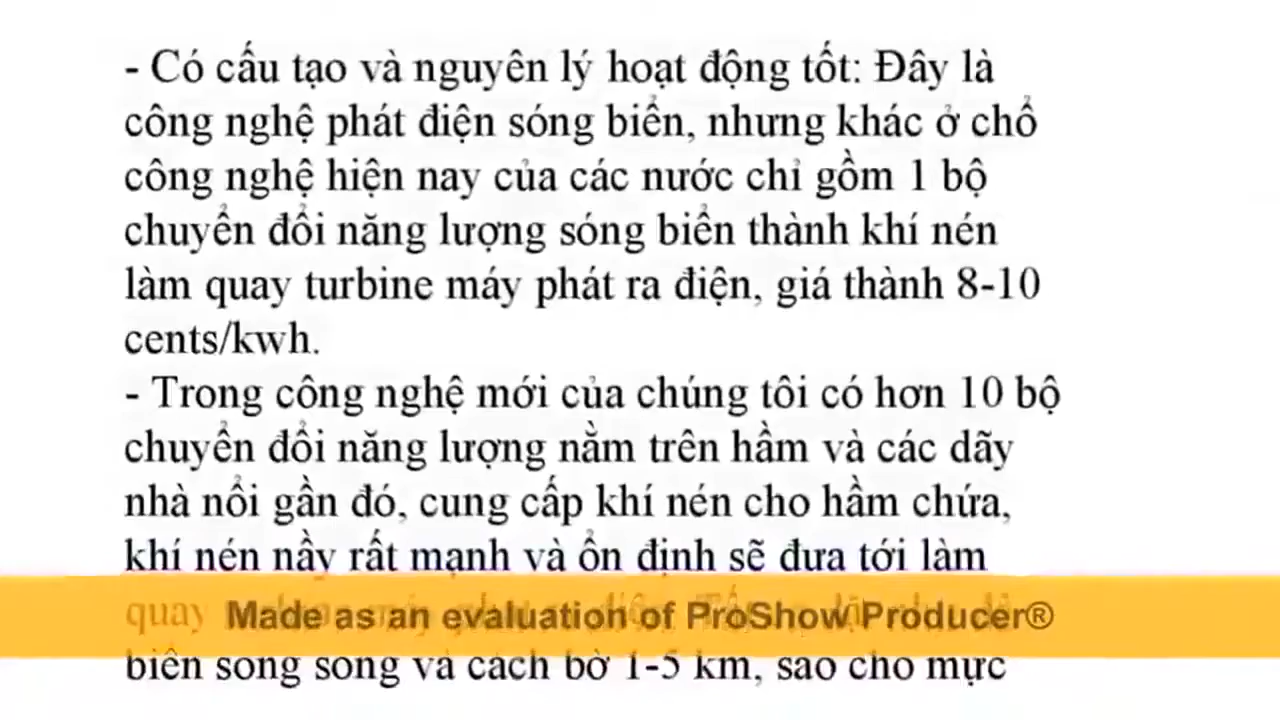 - Có cấu tạo và nguyên lý hoạt động tốt: Đây là
công nghệ phát điện sóng biển, nhưng khác ở chổ
công nghệ hiện nay của các nước chỉ gồm 1 bộ
chuyển đổi năng lượng sóng biển thành khí nén
làm quay turbine máy phát ra điện, giá thành 8-10
cents/kwh.
- Trong công nghệ mới của chúng tôi có hơn 10 bộ
chuyển đổi năng lượng nằm trên hầm và các dãy
nhà nổi gần đó, cung cấp khí nén cho hầm chứa,
khí nén nầy rất mạnh và ổn định sẽ đưa tới làm
quay
Made as an evaluation of ProShow Producer®
biên song song và cách bờ 1-5 km, sao cho mực